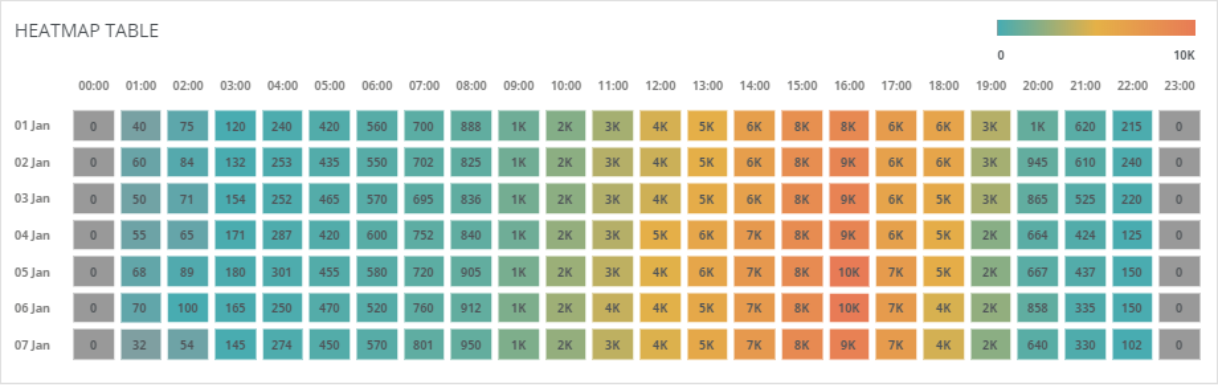 HEATMAP TABLE
0 10K
00:00 01:00 02:00 03:00 04:00 05:00 06:00 07:00 08:00 09:00 10:00 11:00 12:00 13:00 14:00 15:00 16:00 17:00 18:00 19:00 20:00 21:00 22:00 23:00
01 Jan 0 40 75 120 240 420 560 700 888 1K 2K 3K 4K 5K 6K 8K 8K 6K 6K 3K 1K 620 215 0
02 Jan 0 60 84 132 253 435 550 702 825 1K 2K 3K 4K 5K 6K 8K 9K 6K 6K 3K 945 610 240 0
03 Jan 0 50 71 154 252 465 570 695 836 1K 2K 3K 4K 5K 6K 8K 9K 6K 5K 3K 865 525 220 0
04 Jan 0 55 65 171 287 420 600 752 840 1K 2K 3K 5K 6K 7K 8K 9K 6K 5K 2K 664 424 125 0
05 Jan 0 68 89 180 301 455 580 720 905 1K 2K 3K 4K 6K 7K 8K 10K 7K 5K 2K 667 437 150 0
06 Jan 0 70 100 165 250 470 520 760 912 1K 2K 4K 4K 5K 7K 8K 10K 7K 4K 2K 858 335 150 0
07 Jan 0 32 54 145 274 450 570 801 950 1K 2K 3K 4K 5K 7K 8K 9K 7K 4K 2K 640 330 102 0